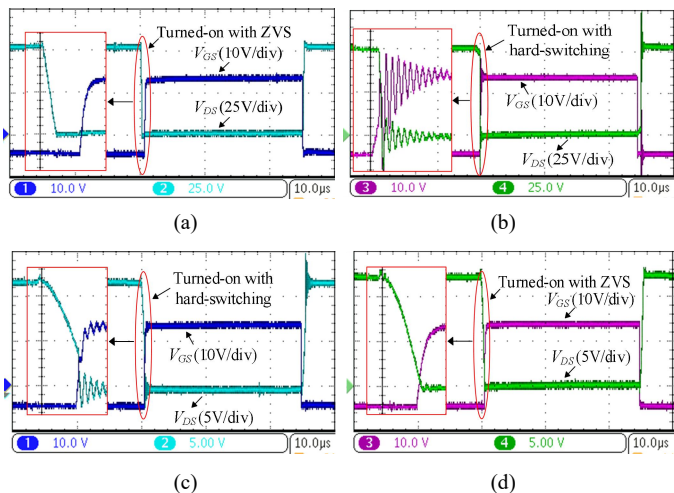 Turned-on with ZVS
VGS(10V/div)
VDS(25V/div)
1 10.0 V 2 25.0 V 10.0µs
(a)
Turned-on with
hard-switching
VGS(10V/div)
VDS(25V/div)
3 10.0 V 4 25.0 V 10.0µs
(b)
Turned-on with
hard-switching
VGS(10V/div)
VDS(5V/div)
1 10.0 V 2 5.00 V 10.0µs
(c)
Turned-on with ZVS
VGS(10V/div)
VDS(5V/div)
3 10.0 V 4 5.00 V 10.0µs
(d)